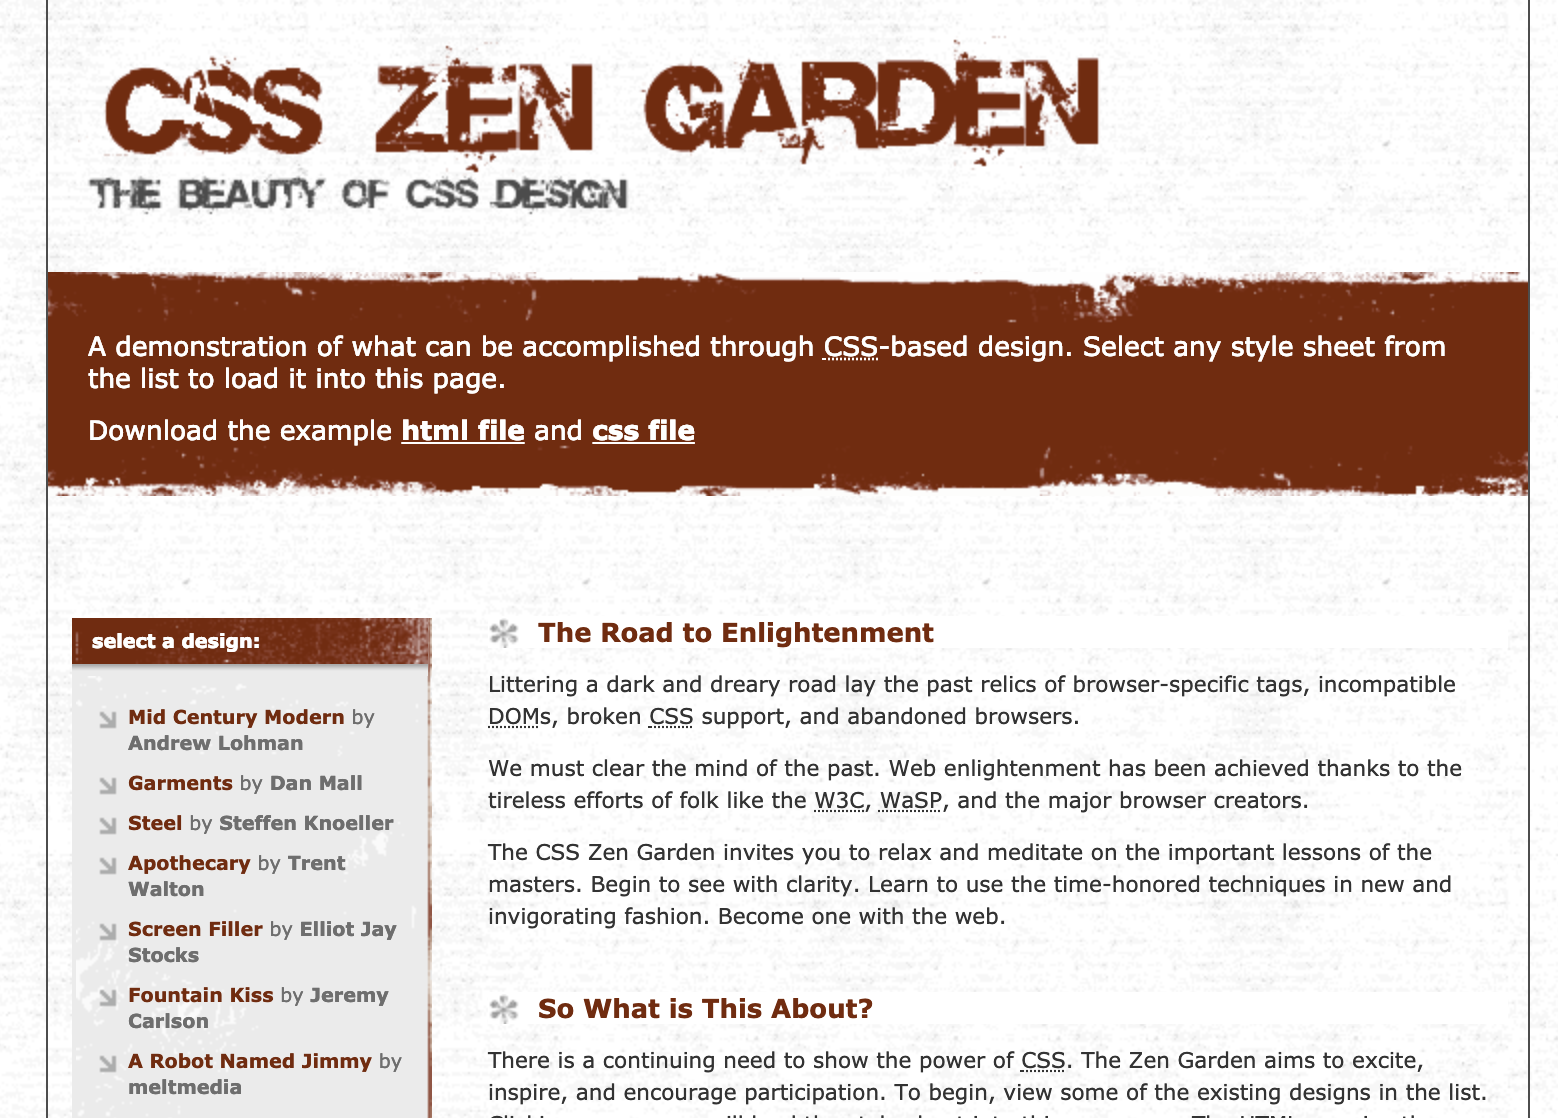 CSS ZEN GARDEN
THE BEAUTY OF CSS DESIGN
A demonstration of what can be accomplished through CSS-based design. Select any style sheet from
the list to load it into this page.
Download the example html file and css file
select a design:
Mid Century Modern by
Andrew Lohman
Garments by Dan Mall
Steel by Steffen Knoeller
Apothecary by Trent
Walton
Screen Filler by Elliot Jay
Stocks
Fountain Kiss by Jeremy
Carlson
A Robot Named Jimmy by
meltmedia
The Road to Enlightenment
Littering a dark and dreary road lay the past relics of browser-specific tags, incompatible
DOMs, broken CSS support, and abandoned browsers.
We must clear the mind of the past. Web enlightenment has been achieved thanks to the
tireless efforts of folk like the W3C, WaSP, and the major browser creators.
The CSS Zen Garden invites you to relax and meditate on the important lessons of the
masters. Begin to see with clarity. Learn to use the time-honored techniques in new and
invigorating fashion. Become one with the web.
So What is This About?
There is a continuing need to show the power of CSS. The Zen Garden aims to excite,
inspire, and encourage participation. To begin, view some of the existing designs in the list.